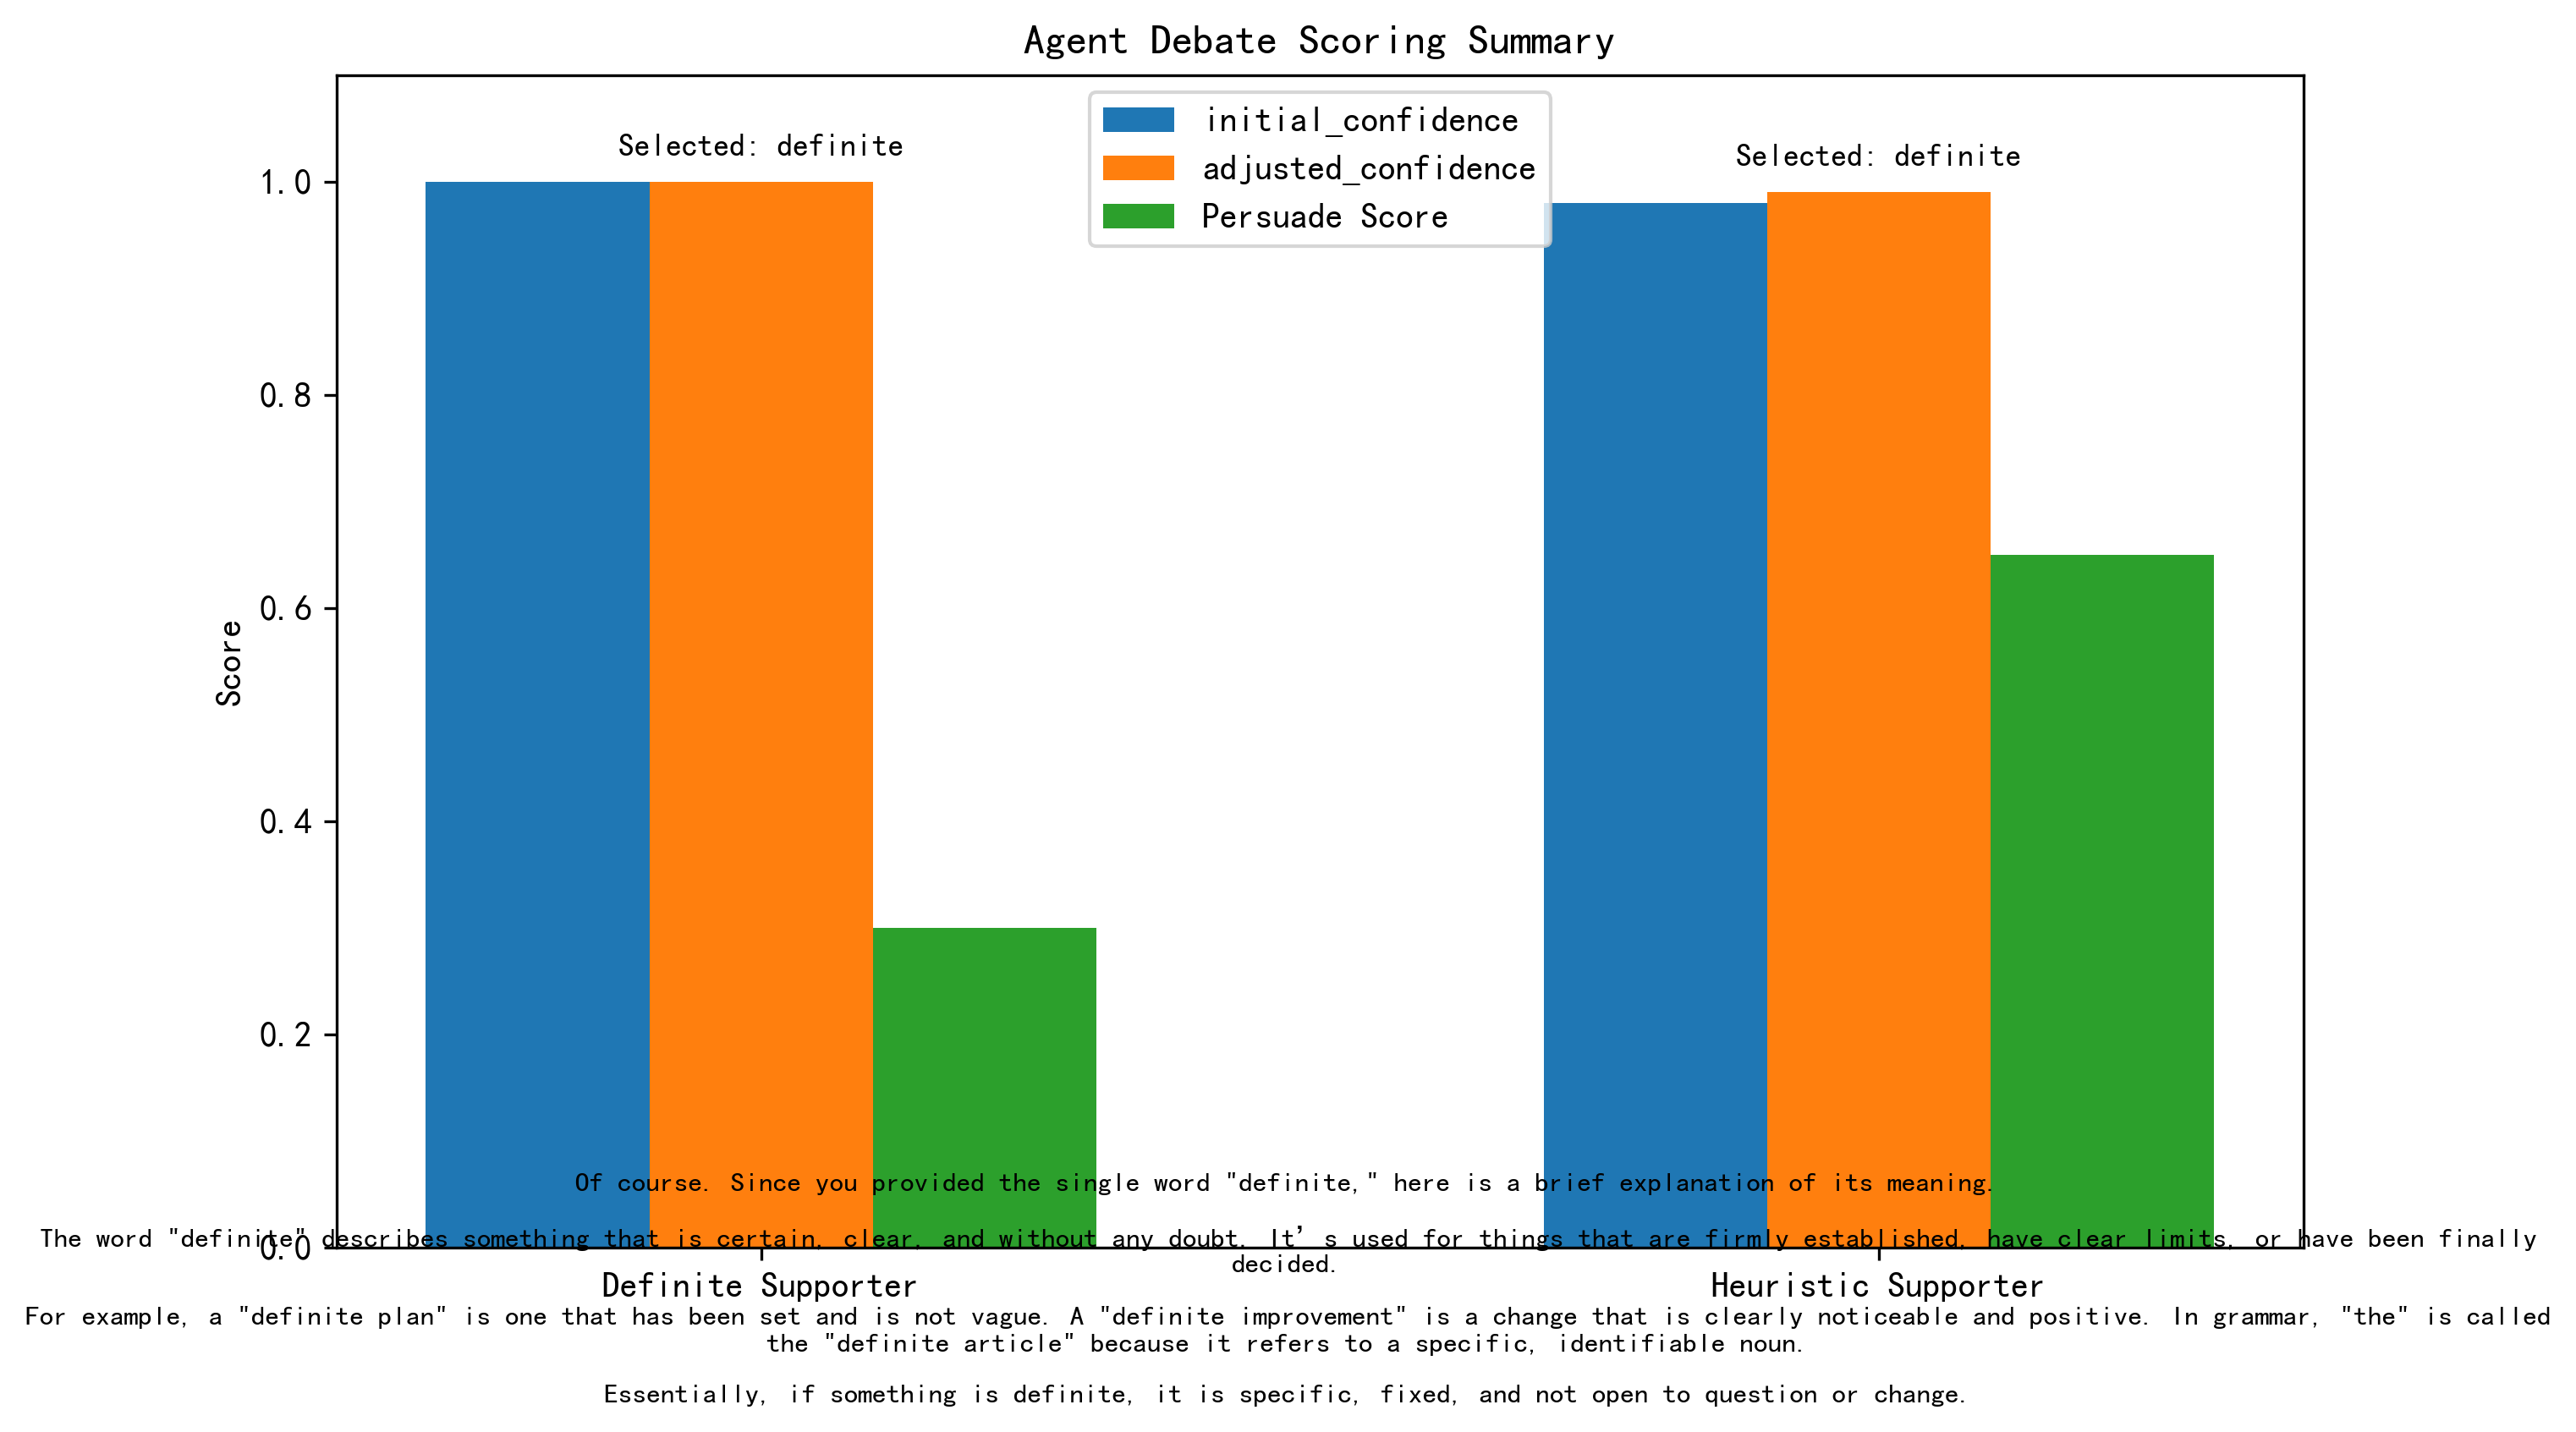 Agent Debate Scoring Summary
initial_confidence
adjusted_confidence
Persuade Score
Selected: definite
Selected: definite
1.0
0.8
0.6
0.4
0.2
0.0
Score
Of course. Since you provided the single word "definite," here is a brief explanation of its meaning.
The word "definite" describes something that is certain, clear, and without any doubt. It’s used for things that are firmly established, have clear limits, or have been finally
decided.
Definite Supporter
Heuristic Supporter
For example, a "definite plan" is one that has been set and is not vague. A "definite improvement" is a change that is clearly noticeable and positive. In grammar, "the" is called
the "definite article" because it refers to a specific, identifiable noun.
Essentially, if something is definite, it is specific, fixed, and not open to question or change.